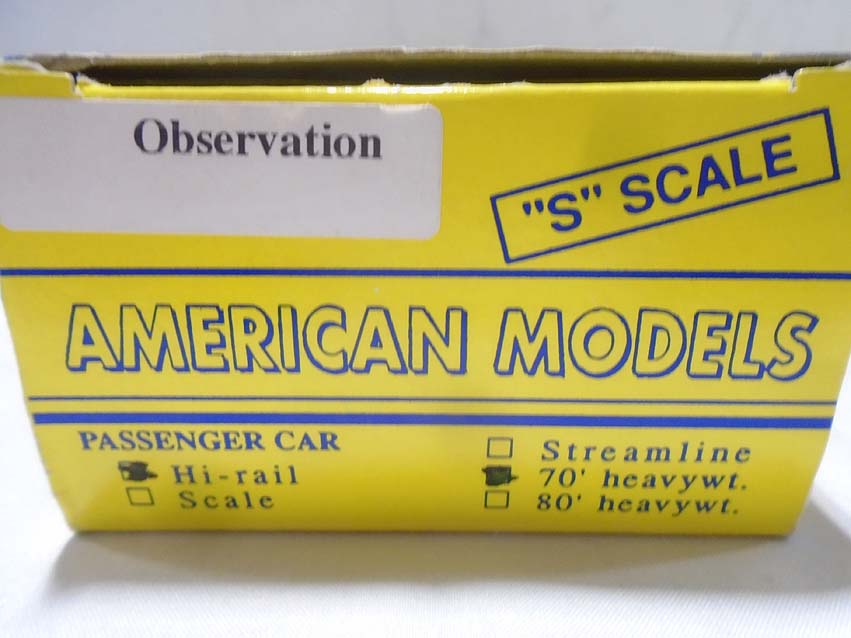 Observation
"S" SCALE
AMERICAN MODELS
PASSENGER CAR
Hi-rail
Scale
Streamline
70' heavywt.
80' heavywt.